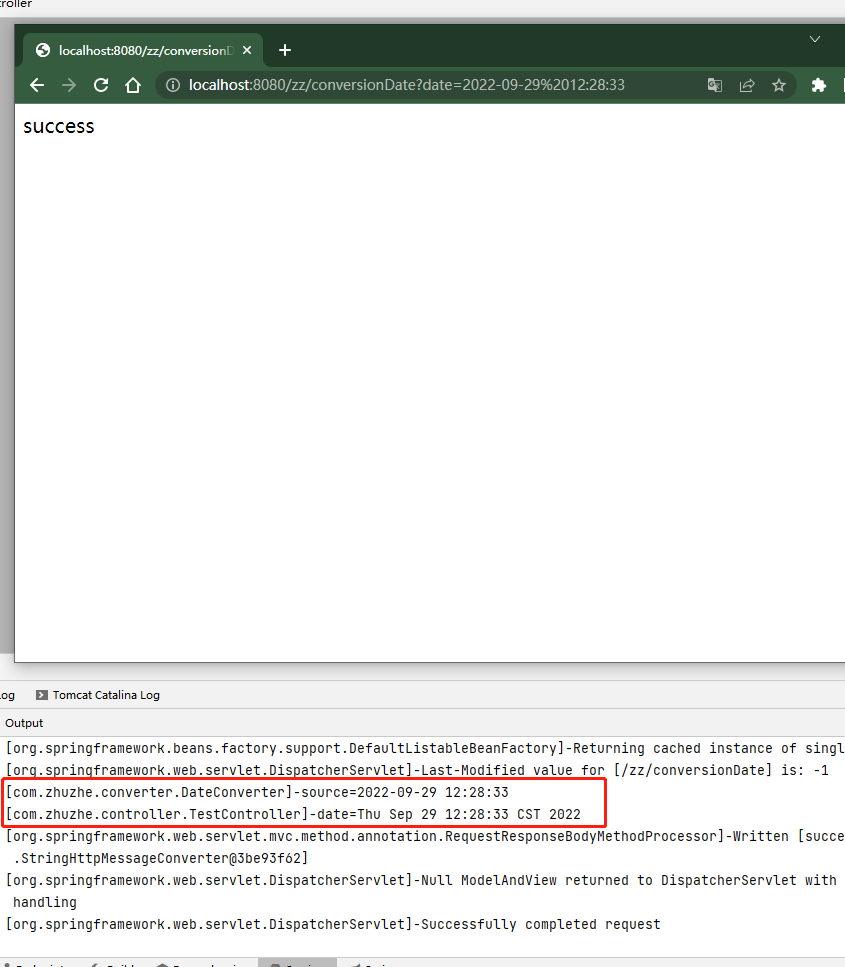 localhost:8080/zz/conversionD
localhost:8080/zz/conversionDate?date=2022-09-29%2012:28:33
success
Tomcat Catalina Log
Output
[org.springframework.beans.factory.support.DefaultListableBeanFactory]-Returning cached instance of singl
[org.springframework.web.servlet.DispatcherServlet]-Last-Modified value for [/zz/conversionDate] is: -1
[com.zhuzhe.converter.DateConverter]-source=2022-09-29 12:28:33
[com.zhuzhe.controller.TestController]-date=Thu Sep 29 12:28:33 CST 2022
[org.springframework.web.servlet.mvc.method.annotation.RequestResponseBodyMethodProcessor]-Written [succe
.StringHttpMessageConverter@3be93f62]
[org.springframework.web.servlet.DispatcherServlet]-Null ModelAndView returned to DispatcherServlet with
handling
[org.springframework.web.servlet.DispatcherServlet]-Successfully completed request